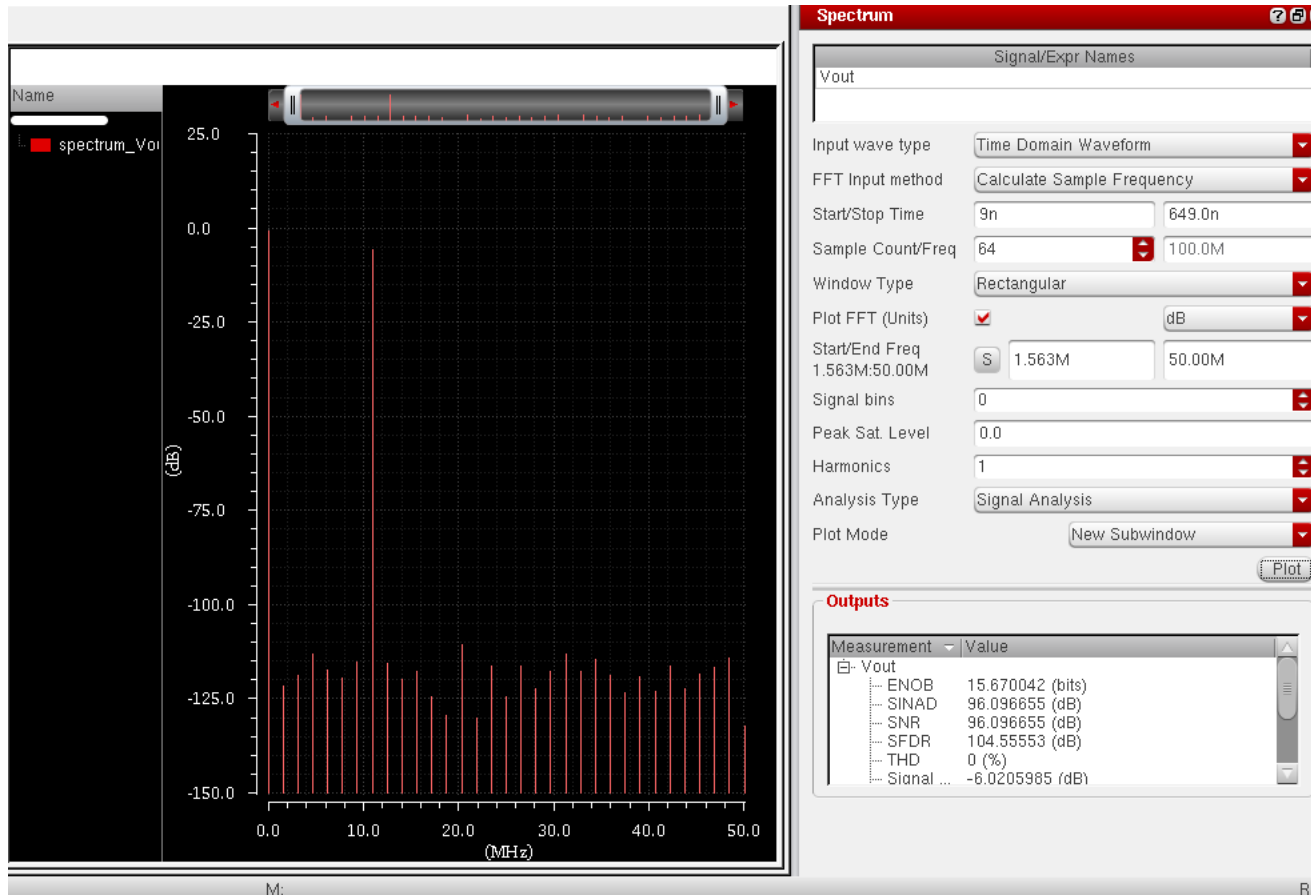 Spectrum
Signal/Expr Names
Vout
Name
spectrum_Vou
25.0
0.0
-25.0
-50.0
-75.0
-100.0
-125.0
-150.0
(dB)
0.0 10.0 20.0 30.0 40.0 50.0
(MHz)
Input wave type Time Domain Waveform
FFT Input method Calculate Sample Frequency
Start/Stop Time 9n 649.0n
Sample Count/Freq 64 100.0M
Window Type Rectangular
Plot FFT (Units) dB
Start/End Freq
1.563M:50.00M S 1.563M 50.00M
Signal bins 0
Peak Sat. Level 0.0
Harmonics 1
Analysis Type Signal Analysis
Plot Mode New Subwindow
Plot
Outputs
Measurement Value
Vout
ENOB 15.670042 (bits)
SINAD 96.096655 (dB)
SNR 96.096655 (dB)
SFDR 104.55553 (dB)
THD 0 (%)
Signal ... -6.0205985 (dB)
M: R